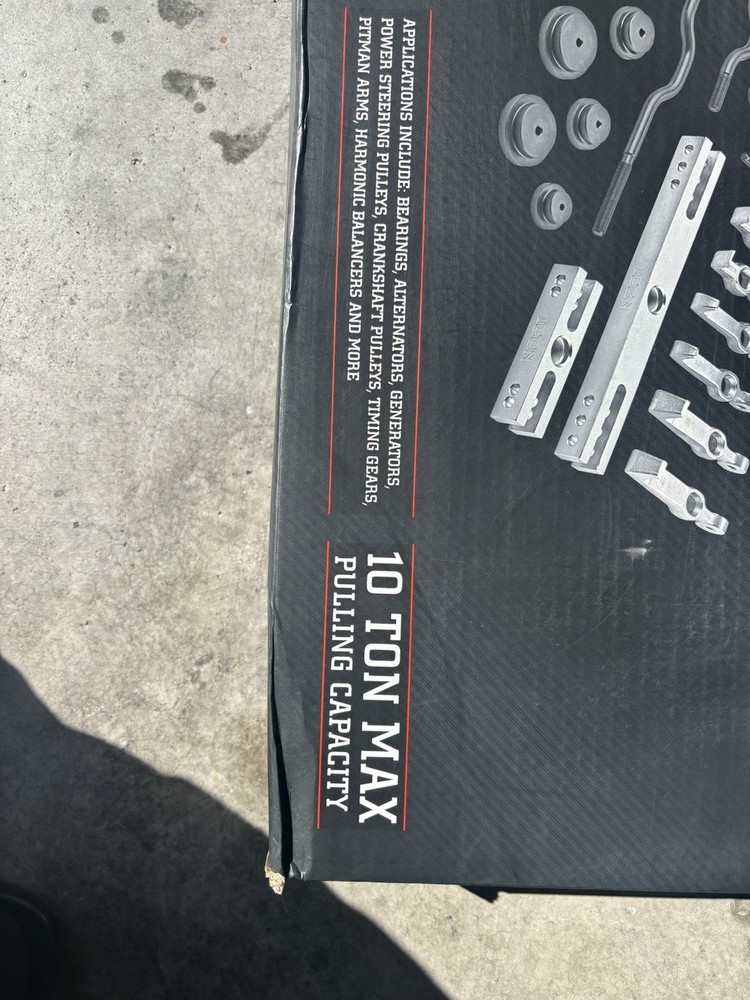 APPLICATIONS INCLUDE: BEARINGS, ALTERNATORS, GENERATORS,
POWER STEERING PULLEYS, CRANKSHAFT PULLEYS, TIMING GEARS,
PITMAN ARMS, HARMONIC BALANCERS AND MORE
10 TON MAX
PULLING CAPACITY